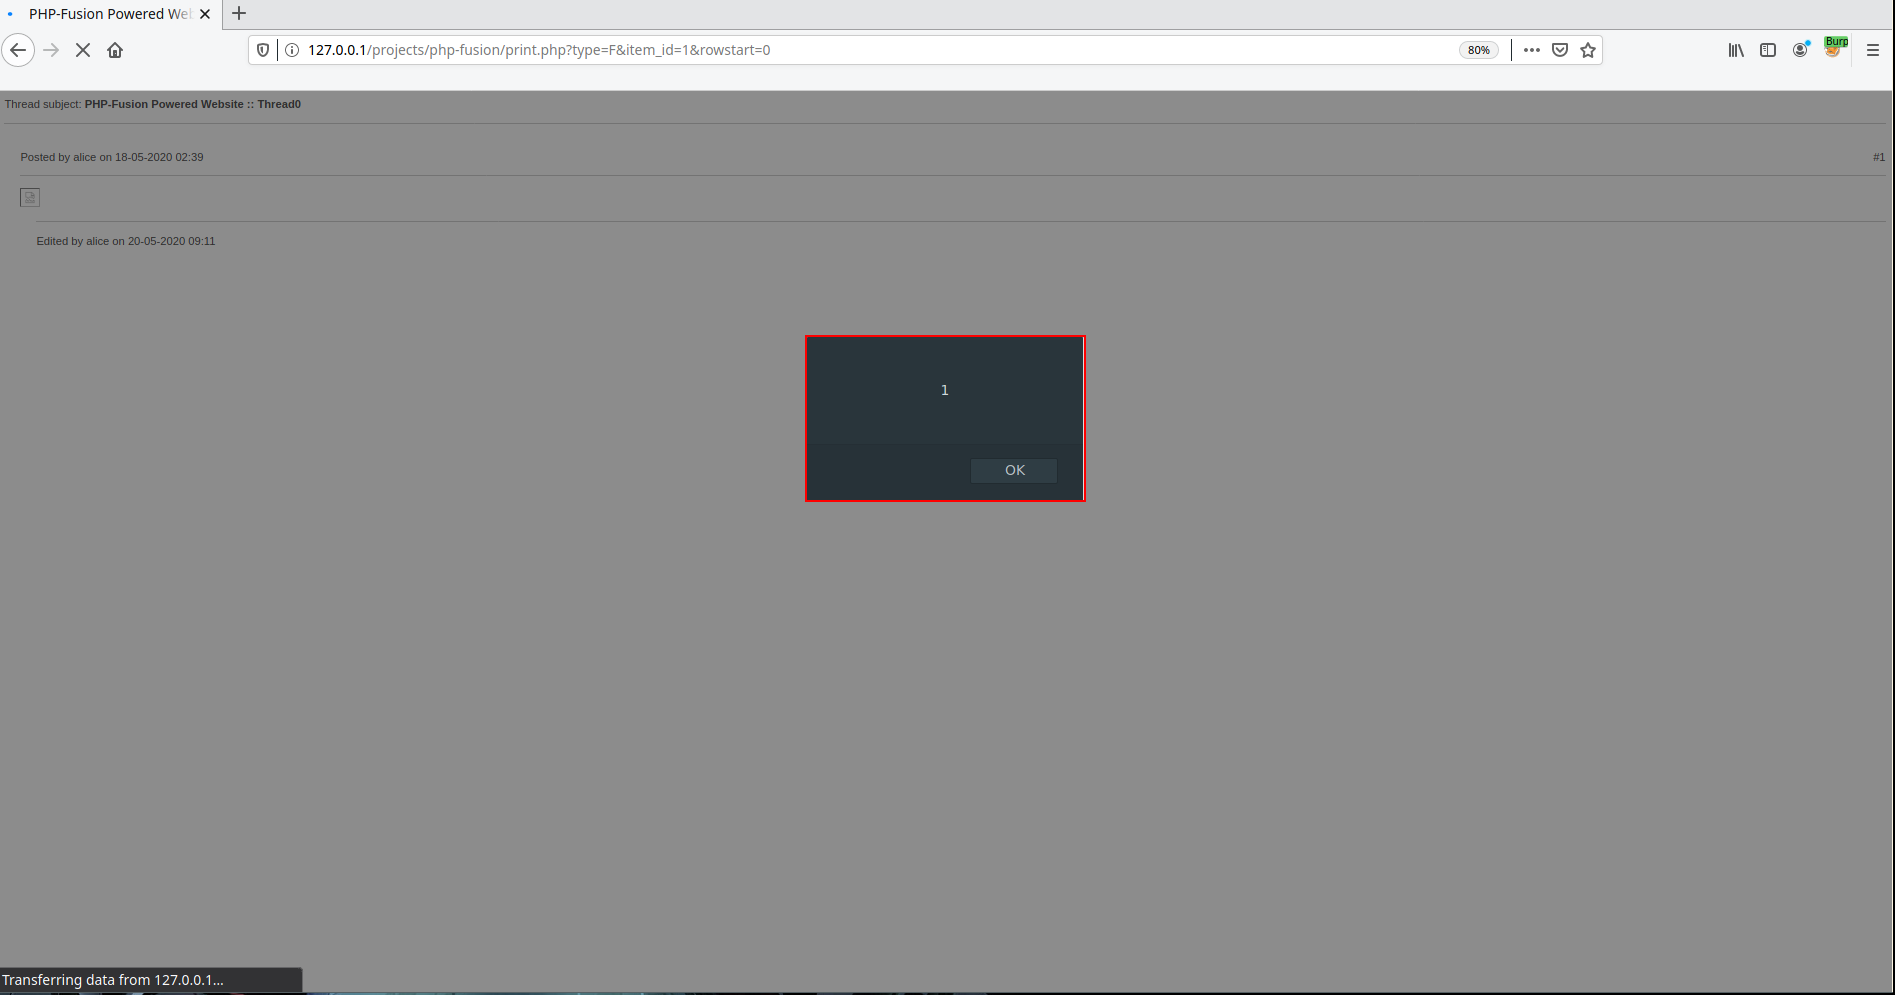 PHP-Fusion Powered Web
127.0.0.1/projects/php-fusion/print.php?type=F&item_id=1&rowstart=0
80%
Burp
Thread subject: PHP-Fusion Powered Website :: Thread0
Posted by alice on 18-05-2020 02:39
#1
Edited by alice on 20-05-2020 09:11
1
OK
Transferring data from 127.0.0.1...